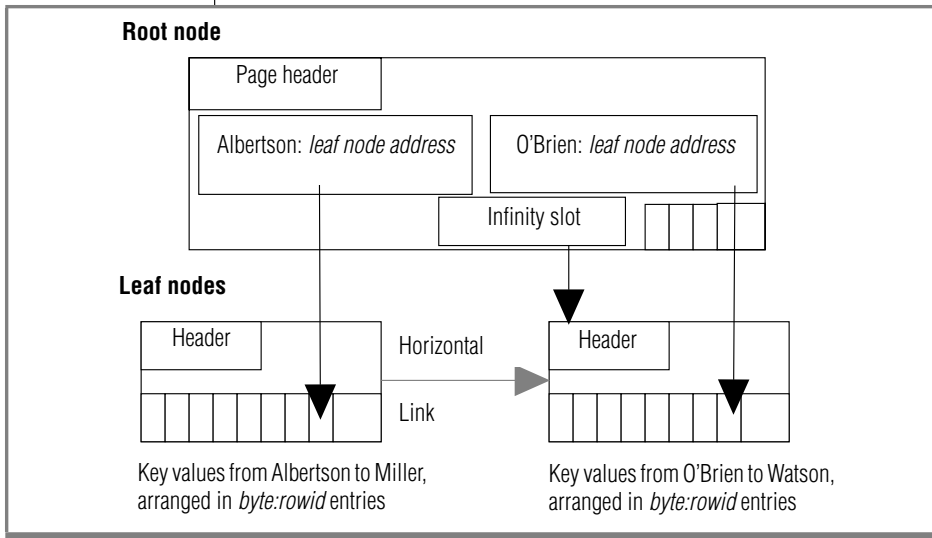 Root node
Page header
Albertson: leaf node address
O'Brien: leaf node address
Infinity slot
Leaf nodes
Header
Horizontal
Link
Header
Key values from Albertson to Miller,
arranged in byte:rowid entries
Key values from O'Brien to Watson,
arranged in byte:rowid entries